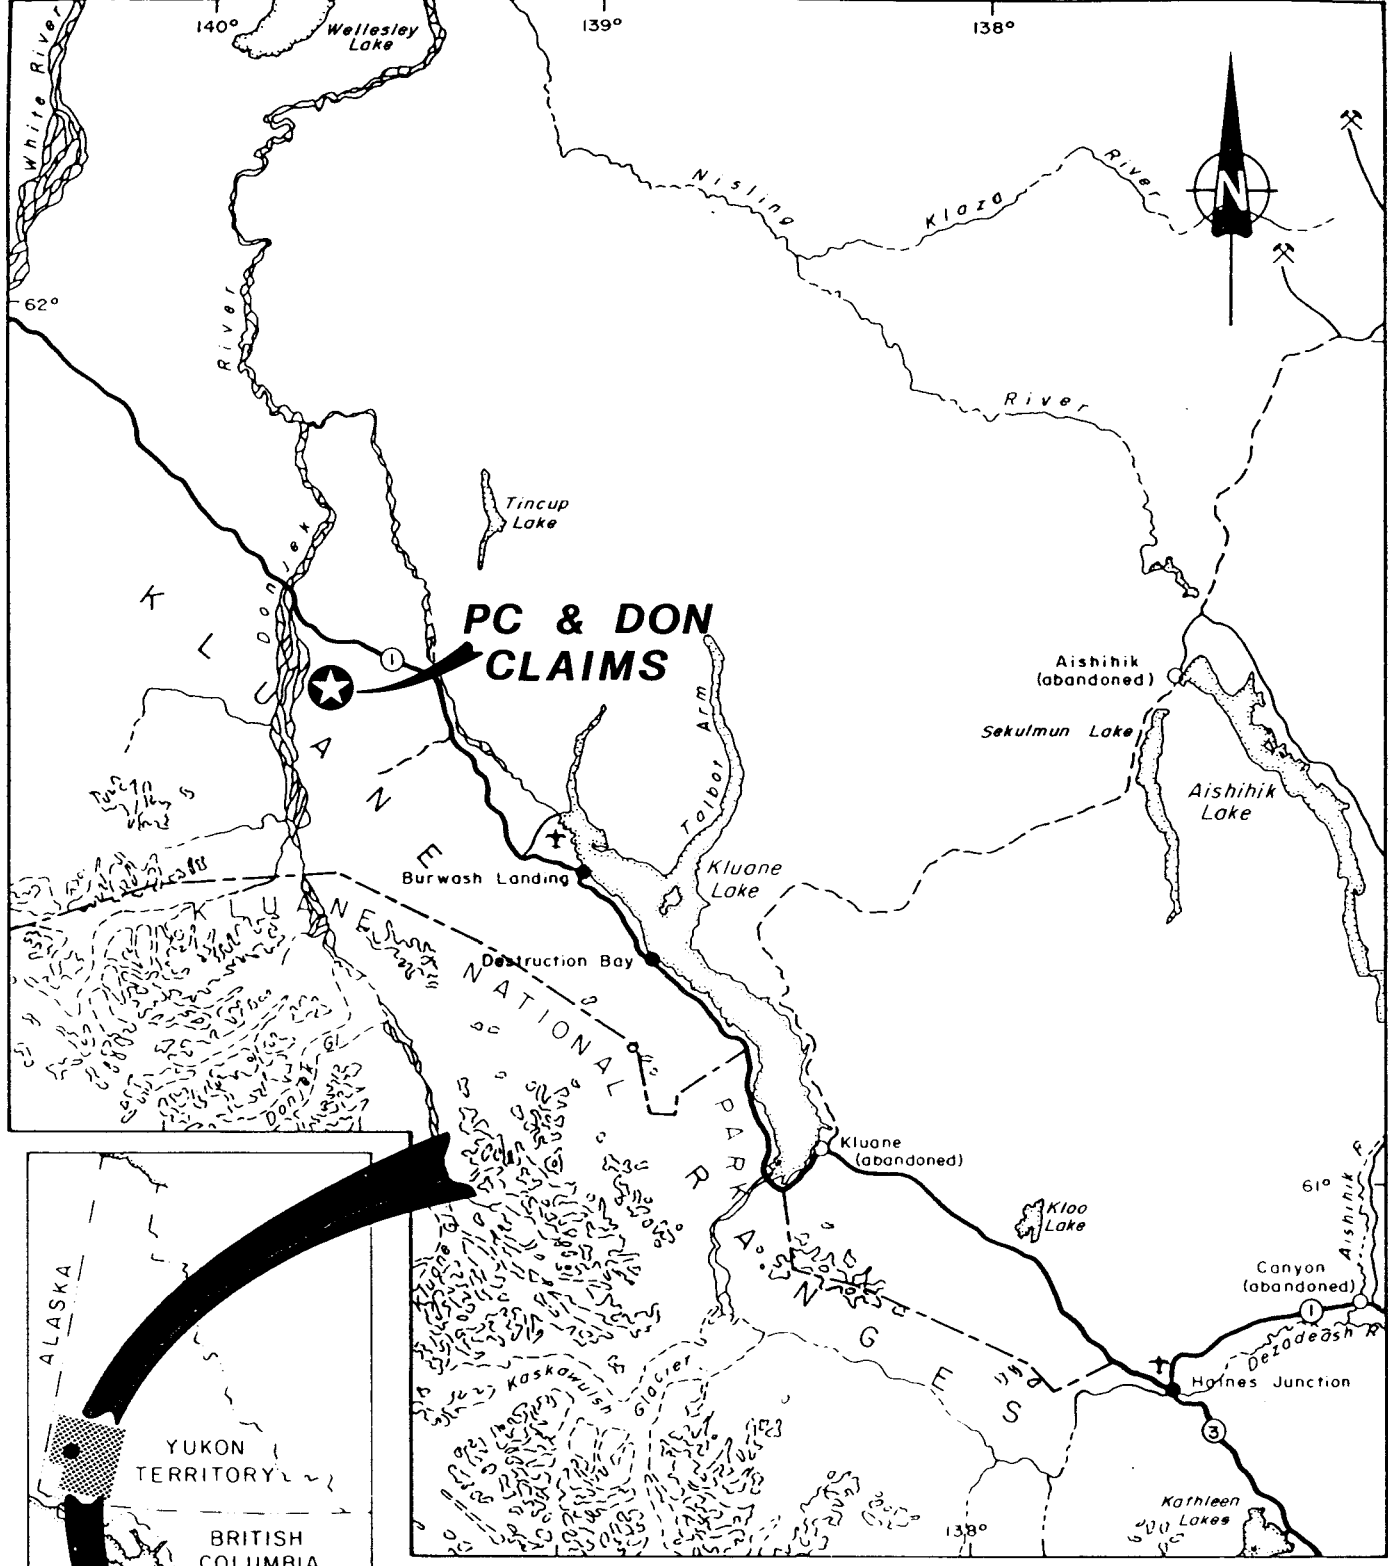 140°
139°
138°
Wellesley
Lake
White River
Nisling
Klaza
River
N
62°
River
River
Tincup
Lake
Donjek
PC & DON
CLAIMS
1
KLUANE
Aishihik
(abandoned)
Sekulmun Lake
Aishihik
Lake
Talbot Arm
Kluane
Lake
Burwash Landing
KLUANE
NATIONAL
PARK
Destruction Bay
Donjek Gl
Kluane
(abandoned)
RANGES
61°
Kloo
Lake
Aishihik R
Canyon
(abandoned)
1
Dezadeash R
Haines Junction
3
Kluane G
Kaskawulsh
Glacier
Kathleen
Lakes
138°
ALASKA
YUKON
TERRITORY
BRITISH
COLUMBIA